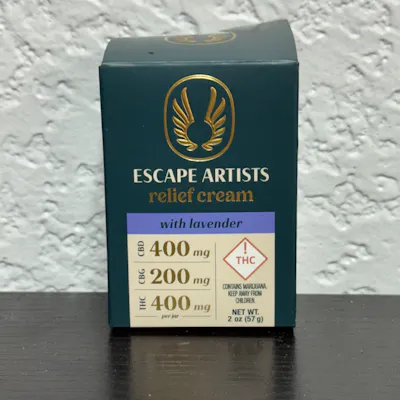 ESCAPE ARTISTS
relief cream
with lavender
CBD 400 mg
CBG 200 mg
THC 400 mg
per jar
!
THC
CONTAINS MARIJUANA.
KEEP AWAY FROM
CHILDREN.
NET WT.
2 oz (57 g)